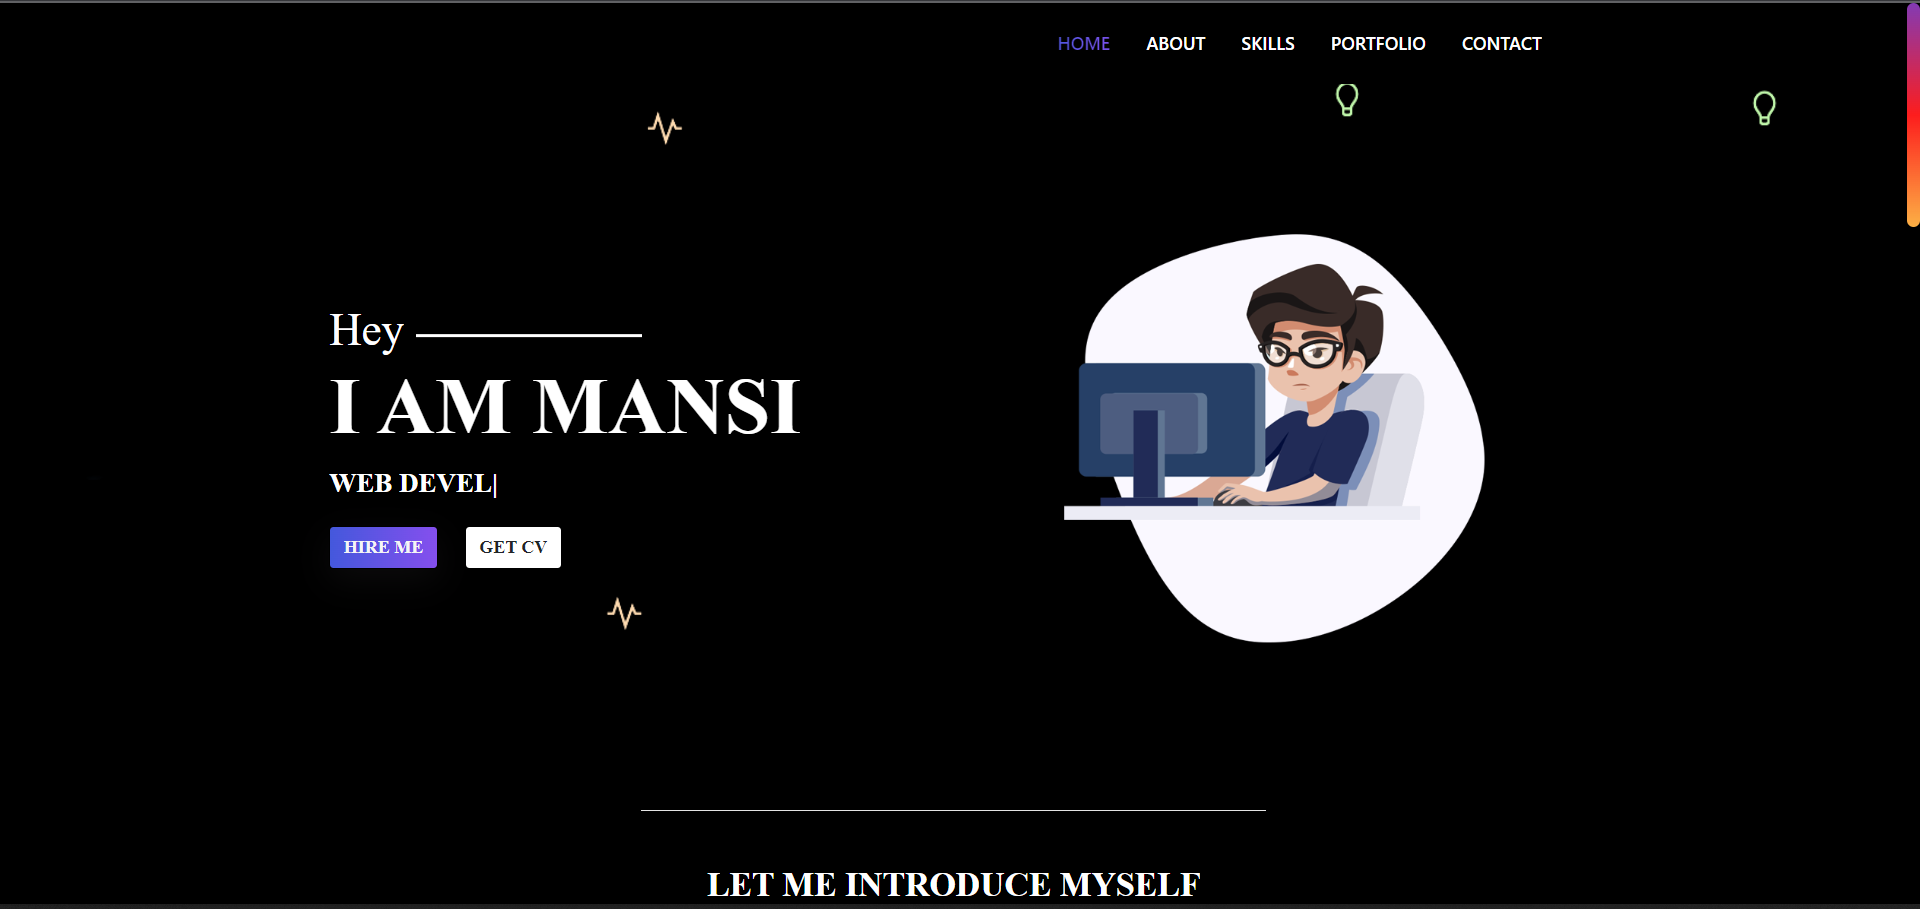 HOME ABOUT SKILLS PORTFOLIO CONTACT
Hey
I AM MANSI
WEB DEVEL|
HIRE ME GET CV
LET ME INTRODUCE MYSELF